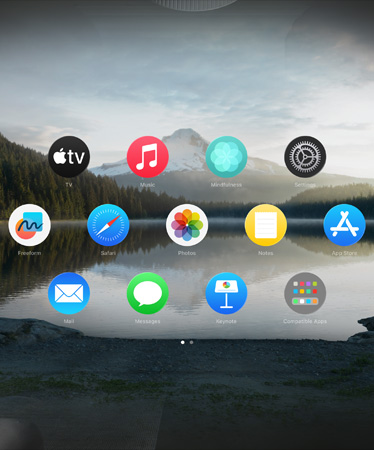 tv
TV
Music
Mindfulness
Settings
Freeform
Safari
Photos
Notes
App Store
Mail
Messages
Keynote
Compatible Apps